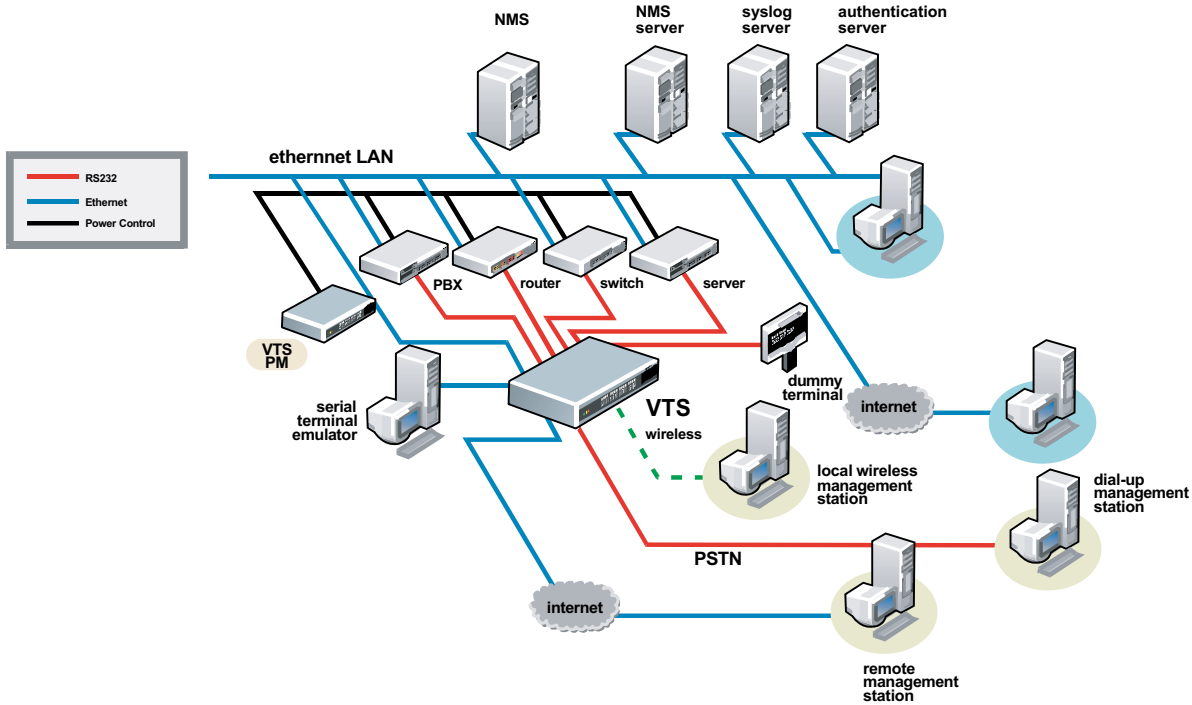 NMS
NMS
server
syslog
server
authentication
server
ethernnet LAN
RS232
Ethernet
Power Control
PBX
router
switch
server
VTS
PM
serial
terminal
emulator
VTS
wireless
dummy
terminal
internet
local wireless
management
station
dial-up
management
station
PSTN
internet
remote
management
station